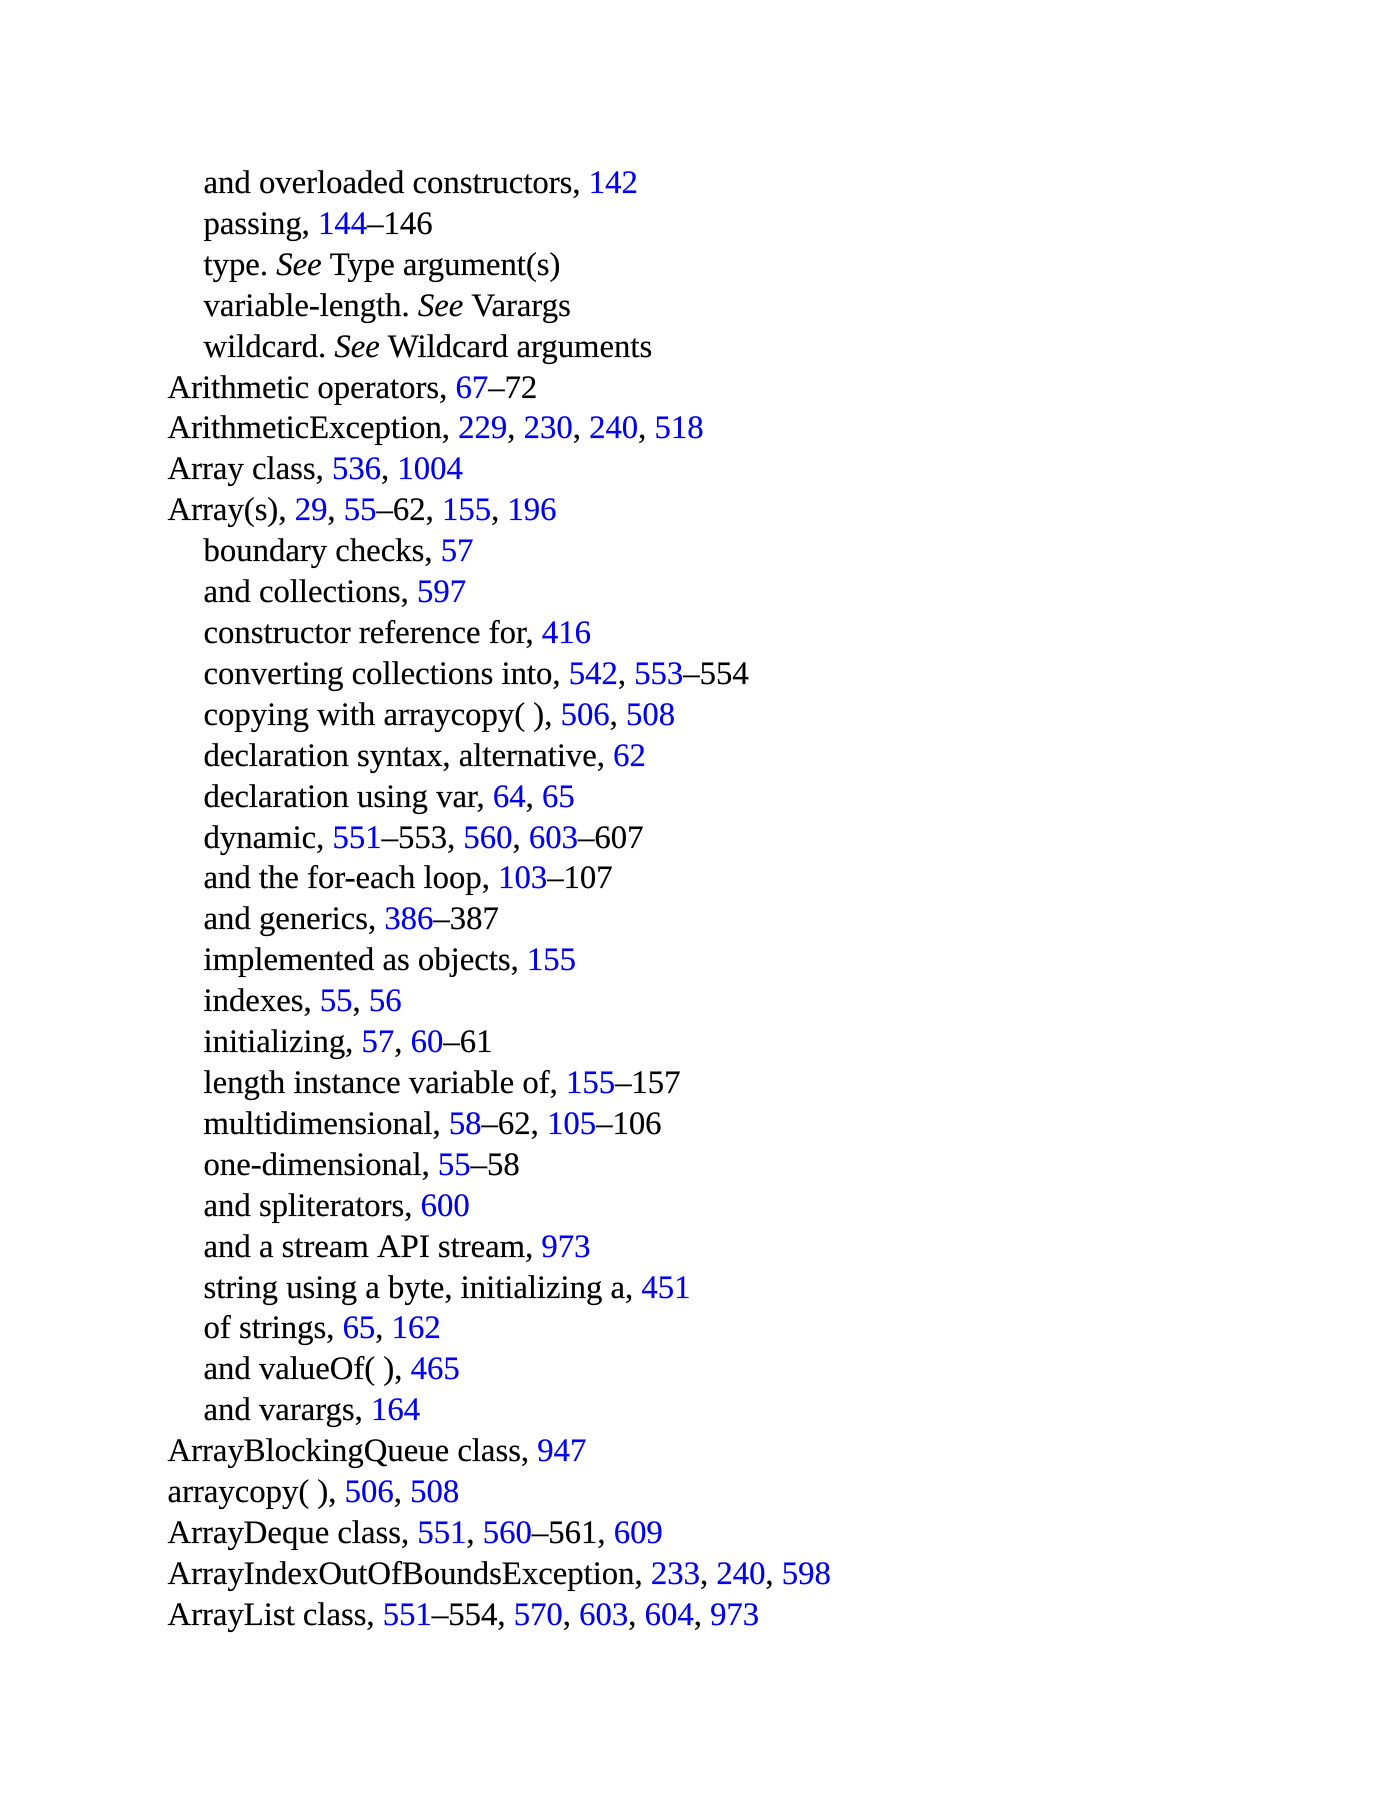 and overloaded constructors, 142
passing, 144–146
type. See Type argument(s)
variable-length. See Varargs
wildcard. See Wildcard arguments
Arithmetic operators, 67–72
ArithmeticException, 229, 230, 240, 518
Array class, 536, 1004
Array(s), 29, 55–62, 155, 196
boundary checks, 57
and collections, 597
constructor reference for, 416
converting collections into, 542, 553–554
copying with arraycopy( ), 506, 508
declaration syntax, alternative, 62
declaration using var, 64, 65
dynamic, 551–553, 560, 603–607
and the for-each loop, 103–107
and generics, 386–387
implemented as objects, 155
indexes, 55, 56
initializing, 57, 60–61
length instance variable of, 155–157
multidimensional, 58–62, 105–106
one-dimensional, 55–58
and spliterators, 600
and a stream API stream, 973
string using a byte, initializing a, 451
of strings, 65, 162
and valueOf( ), 465
and varargs, 164
ArrayBlockingQueue class, 947
arraycopy( ), 506, 508
ArrayDeque class, 551, 560–561, 609
ArrayIndexOutOfBoundsException, 233, 240, 598
ArrayList class, 551–554, 570, 603, 604, 973